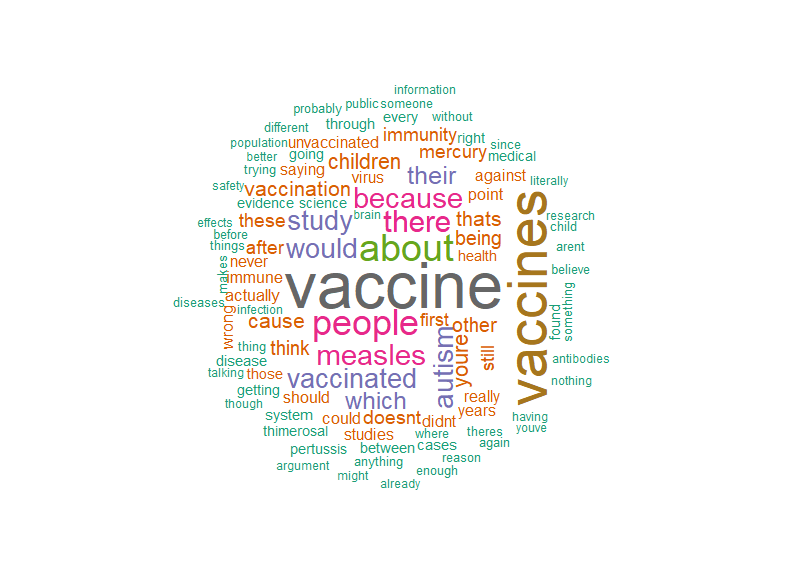 information
probably
public
someone
different
through
every
without
population
unvaccinated
immunity
right
since
better
going
mercury
medical
trying
saying
children
virus
their
against
literally
safety
vaccination
because
point
evidence
science
brain
research
effects
these
study
there
thats
child
before
things
after
would
about
being
arent
never
health
believe
makes
immune
vaccine
vaccines
diseases
actually
infection
wrong
cause
people
first
other
found
something
thing
think
measles
autism
youre
still
antibodies
disease
talking
those
vaccinated
nothing
getting
should
which
really
though
system
could
doesnt
didnt
years
having
youve
thimerosal
studies
where
theres
again
pertussis
between
cases
argument
anything
reason
might
enough
already